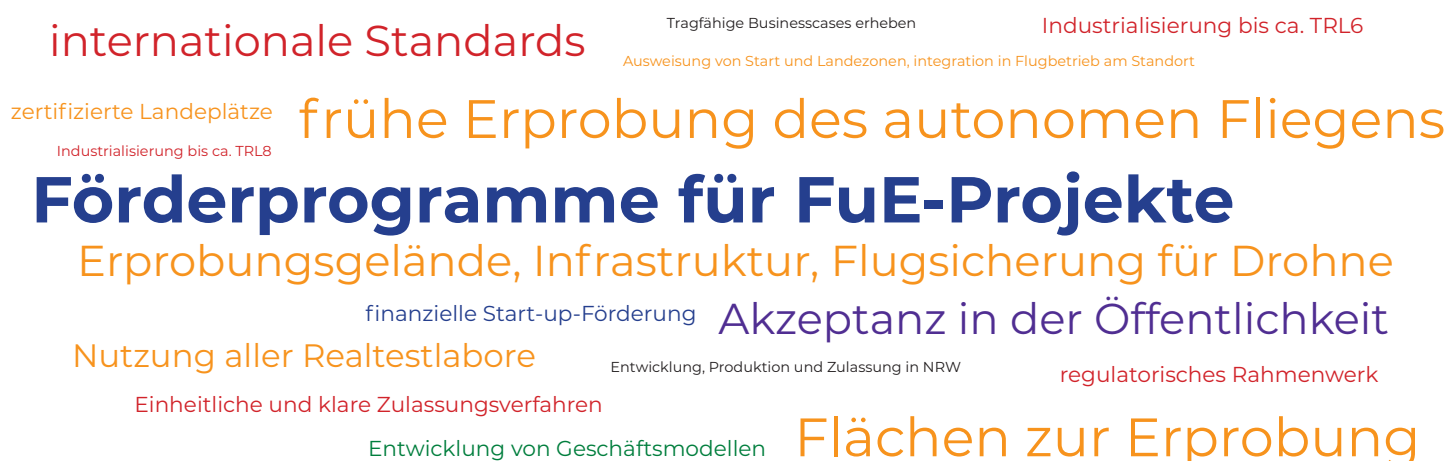 internationale Standards
Tragfähige Businesscases erheben
Industrialisierung bis ca. TRL6
Ausweisung von Start und Landezonen, integration in Flugbetrieb am Standort
zertifizierte Landeplätze
frühe Erprobung des autonomen Fliegens
Industrialisierung bis ca. TRL8
Förderprogramme für FuE-Projekte
Erprobungsgelände, Infrastruktur, Flugsicherung für Drohne
finanzielle Start-up-Förderung
Akzeptanz in der Öffentlichkeit
Nutzung aller Realtestlabore
Entwicklung, Produktion und Zulassung in NRW
regulatorisches Rahmenwerk
Einheitliche und klare Zulassungsverfahren
Entwicklung von Geschäftsmodellen
Flächen zur Erprobung